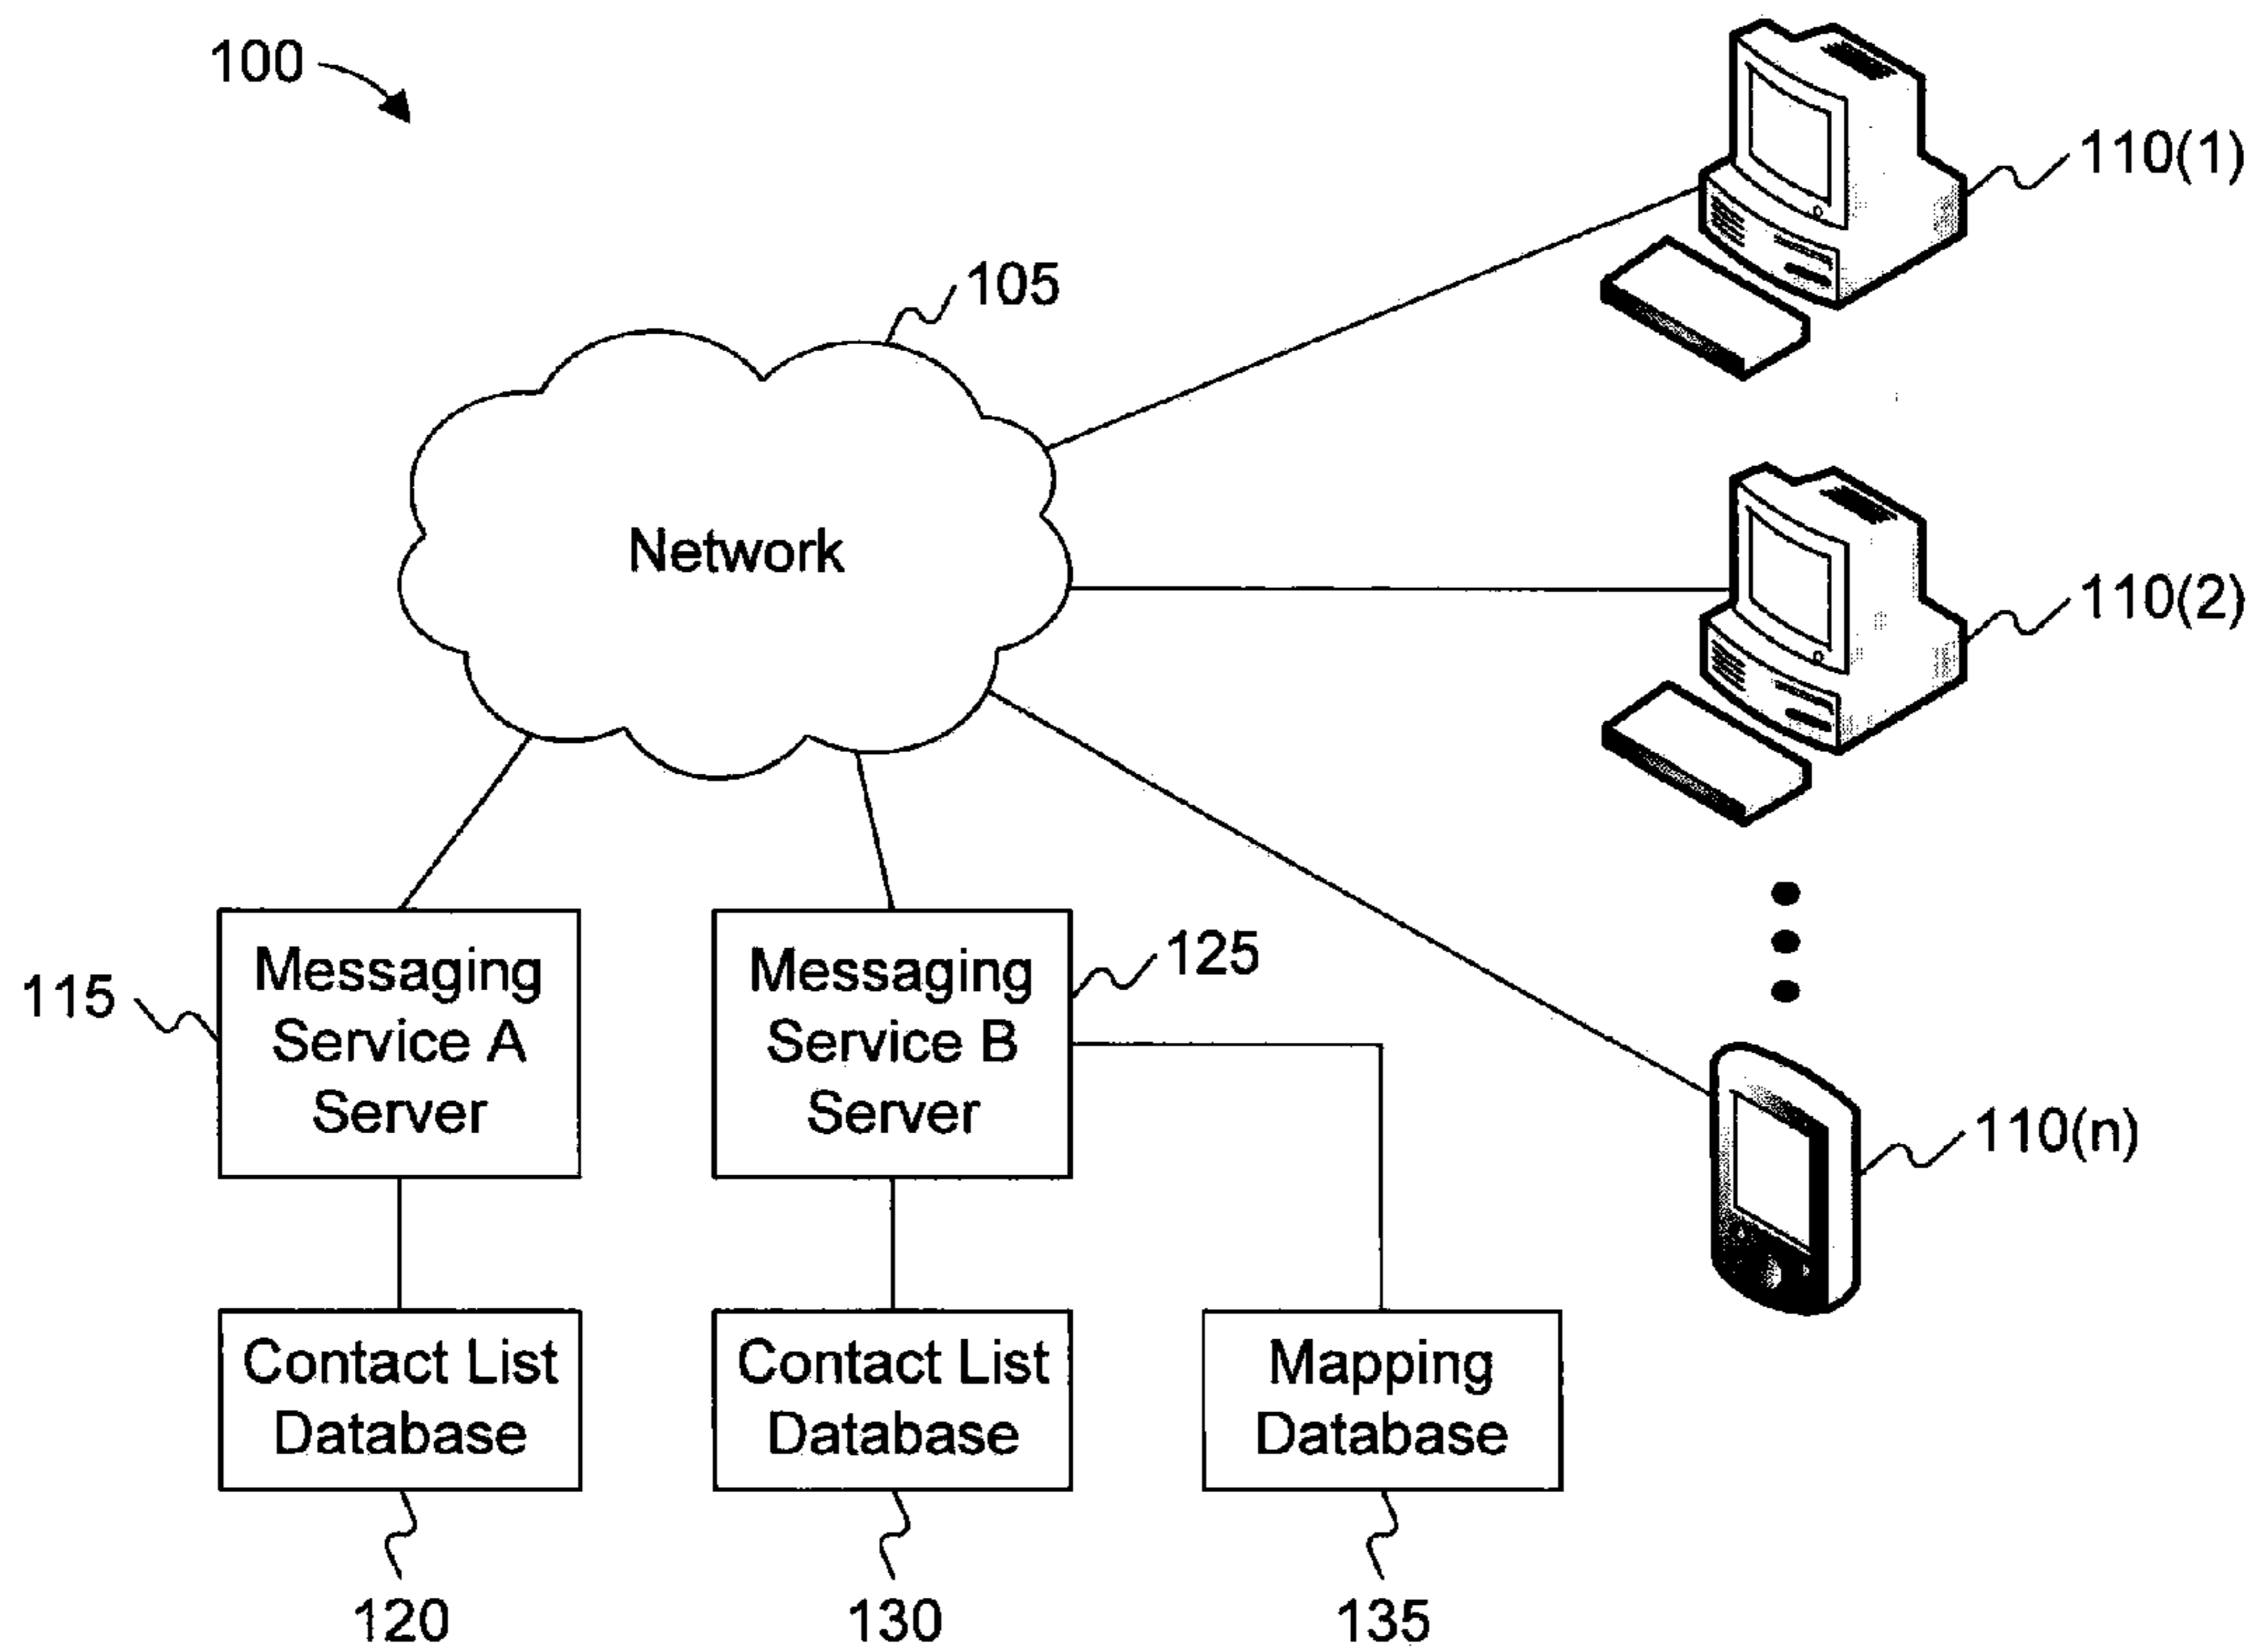 100
110(1)
105
Network
110(2)
Messaging
Service A
Server
115
Messaging
Service B
Server
125
110(n)
Contact List
Database
Contact List
Database
Mapping
Database
120
130
135